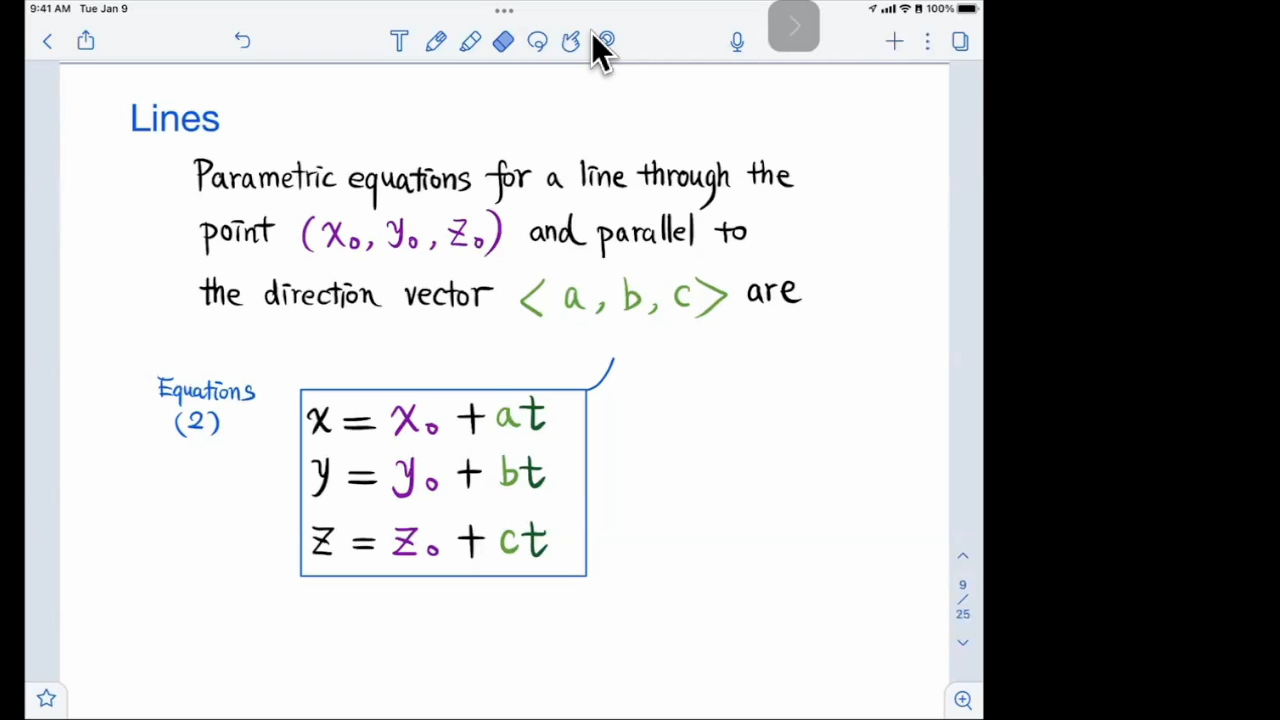 9:41 AM Tue Jan 9
100%
Lines
Parametric equations for a line through the
point (x₀, y₀, z₀) and parallel to
the direction vector < a, b, c > are
Equations
(2)
x = x₀ + at
y = y₀ + bt
z = z₀ + ct
9
/
25